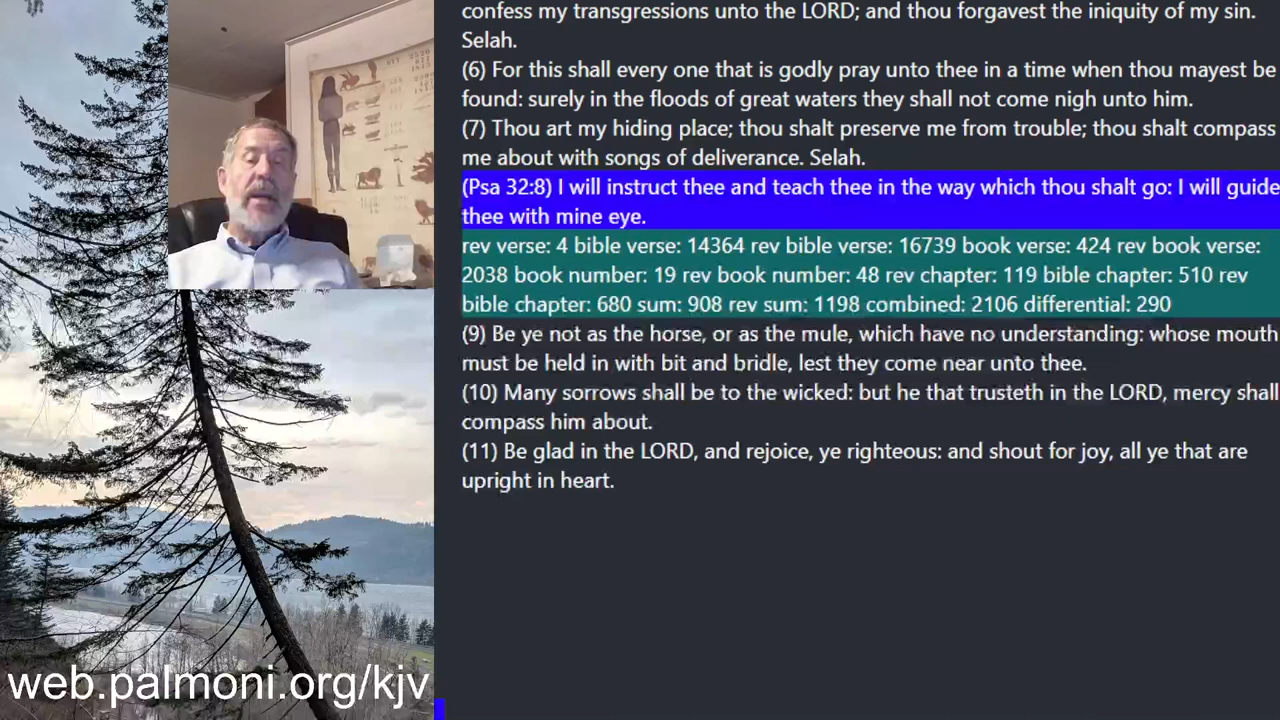 confess my transgressions unto the LORD; and thou forgavest the iniquity of my sin.
Selah.
(6) For this shall every one that is godly pray unto thee in a time when thou mayest be
found: surely in the floods of great waters they shall not come nigh unto him.
(7) Thou art my hiding place; thou shalt preserve me from trouble; thou shalt compass
me about with songs of deliverance. Selah.
(Psa 32:8) I will instruct thee and teach thee in the way which thou shalt go: I will guide
thee with mine eye.
rev verse: 4 bible verse: 14364 rev bible verse: 16739 book verse: 424 rev book verse:
2038 book number: 19 rev book number: 48 rev chapter: 119 bible chapter: 510 rev
bible chapter: 680 sum: 908 rev sum: 1198 combined: 2106 differential: 290
(9) Be ye not as the horse, or as the mule, which have no understanding: whose mouth
must be held in with bit and bridle, lest they come near unto thee.
(10) Many sorrows shall be to the wicked: but he that trusteth in the LORD, mercy shall
compass him about.
(11) Be glad in the LORD, and rejoice, ye righteous: and shout for joy, all ye that are
upright in heart.
web.palmoni.org/kjv